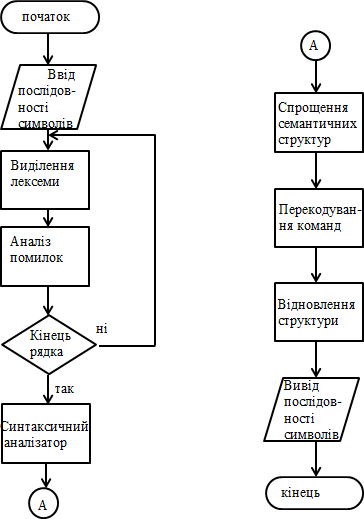 початок
Ввід
послідов-
ності
символів
Виділення
лексеми
Аналіз
помилок
Кінець
рядка
ні
так
Синтаксичний
аналізатор
А
А
Спрощення
семантичних
структур
Перекодуван-
ня команд
Відновлення
структури
Вивід
послідов-
ності
символів
кінець